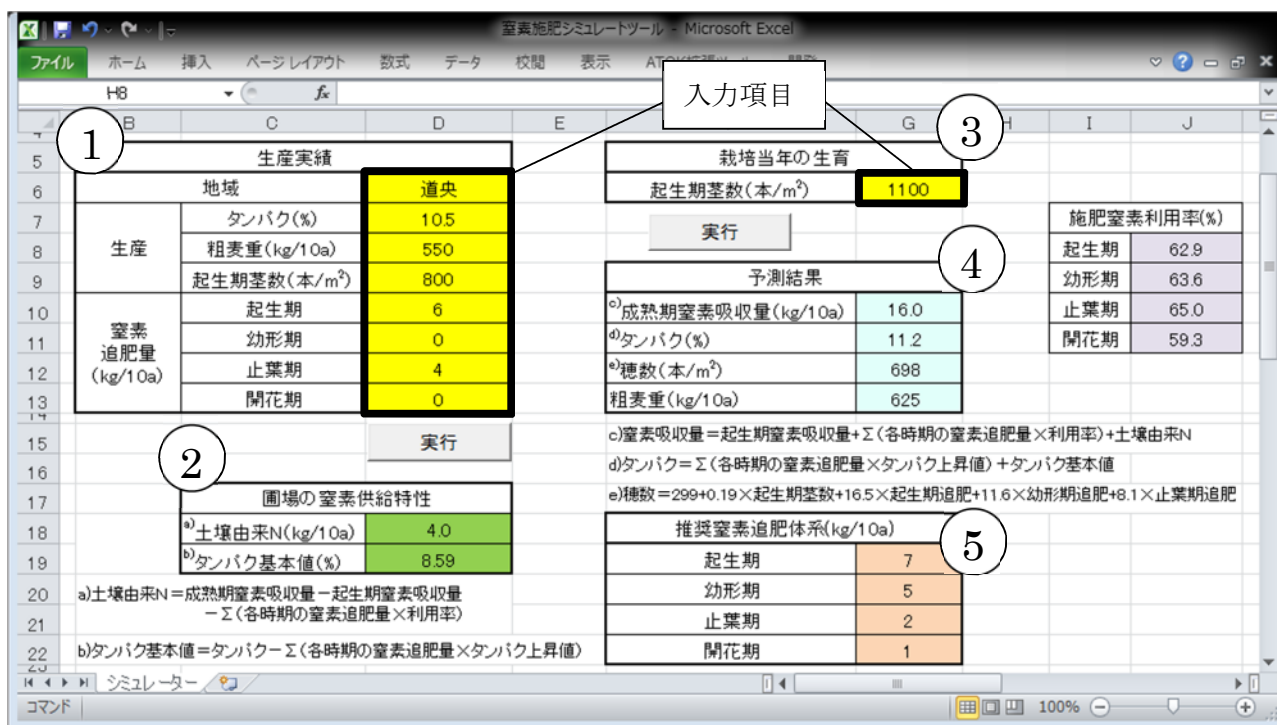 窒素施肥シミュレートツール - Microsoft Excel
ファイル ホーム 挿入 ページ レイアウト 数式 データ 校閲 表示
H8 fx
入力項目
B C D E G H I J
① ③
5 生産実績 栽培当年の生育
6 地域 道央 起生期茎数(本/m²) 1100
7 タンパク(%) 10.5 施肥窒素利用率(%)
実行
8 生産 粗麦重(kg/10a) 550 起生期 62.9
④
9 起生期茎数(本/m²) 800 予測結果 幼形期 63.6
10 起生期 6 c)成熟期窒素吸収量(kg/10a) 16.0 止葉期 65.0
窒素
11 幼形期 0 d)タンパク(%) 11.2 開花期 59.3
追肥量
12 (kg/10a) 止葉期 4 e)穂数(本/m²) 698
13 開花期 0 粗麦重(kg/10a) 625
14
15 実行 c)窒素吸収量=起生期窒素吸収量+Σ(各時期の窒素追肥量×利用率)+土壌由来N
②
16 d)タンパク=Σ(各時期の窒素追肥量×タンパク上昇値)+タンパク基本値
17 圃場の窒素供給特性 e)穂数=299+0.19×起生期茎数+16.5×起生期追肥+11.6×幼形期追肥+8.1×止葉期追肥
18 a)土壌由来N(kg/10a) 4.0 推奨窒素追肥体系(kg/10a)
⑤
19 b)タンパク基本値(%) 8.59 起生期 7
20 a)土壌由来N=成熟期窒素吸収量-起生期窒素吸収量 幼形期 5
21 -Σ(各時期の窒素追肥量×利用率) 止葉期 2
22 b)タンパク基本値=タンパク-Σ(各時期の窒素追肥量×タンパク上昇値) 開花期 1
シミュレーター
コマンド 100%